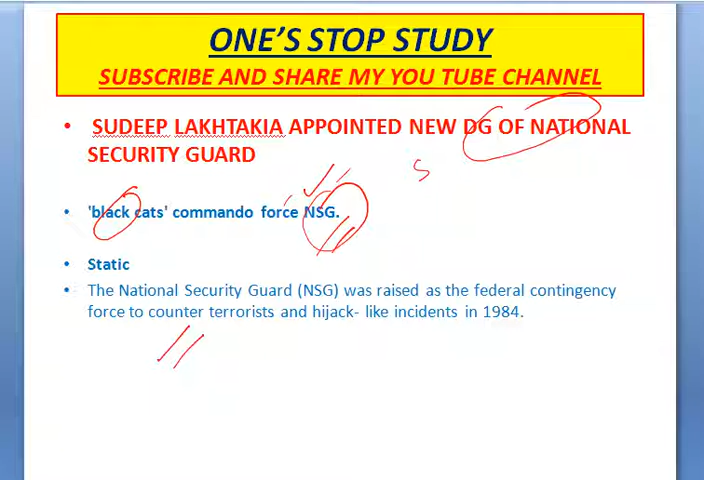 ONE'S STOP STUDY
SUBSCRIBE AND SHARE MY YOU TUBE CHANNEL
• SUDEEP LAKHTAKIA APPOINTED NEW DG OF NATIONAL
SECURITY GUARD
• 'black cats' commando force NSG.
• Static
• The National Security Guard (NSG) was raised as the federal contingency
force to counter terrorists and hijack- like incidents in 1984.